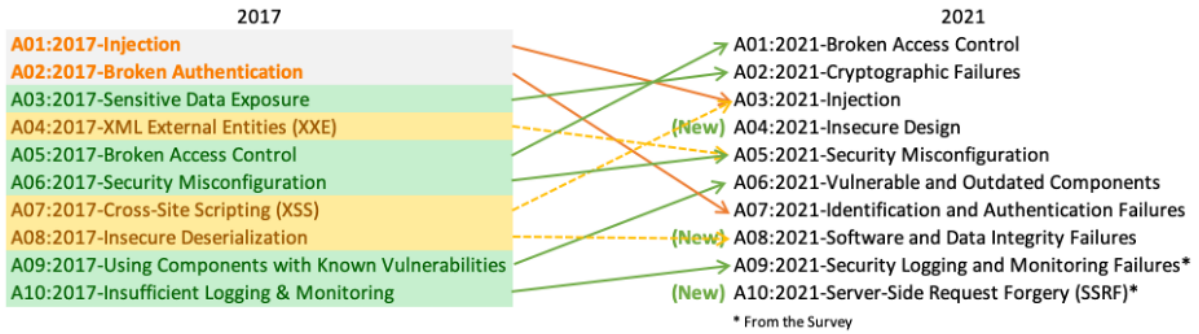 2017
2021
A01:2017-Injection
A02:2017-Broken Authentication
A03:2017-Sensitive Data Exposure
A04:2017-XML External Entities (XXE)
A05:2017-Broken Access Control
A06:2017-Security Misconfiguration
A07:2017-Cross-Site Scripting (XSS)
A08:2017-Insecure Deserialization
A09:2017-Using Components with Known Vulnerabilities
A10:2017-Insufficient Logging & Monitoring
A01:2021-Broken Access Control
A02:2021-Cryptographic Failures
A03:2021-Injection
(New) A04:2021-Insecure Design
A05:2021-Security Misconfiguration
A06:2021-Vulnerable and Outdated Components
A07:2021-Identification and Authentication Failures
(New) A08:2021-Software and Data Integrity Failures
A09:2021-Security Logging and Monitoring Failures*
(New) A10:2021-Server-Side Request Forgery (SSRF)*
* From the Survey